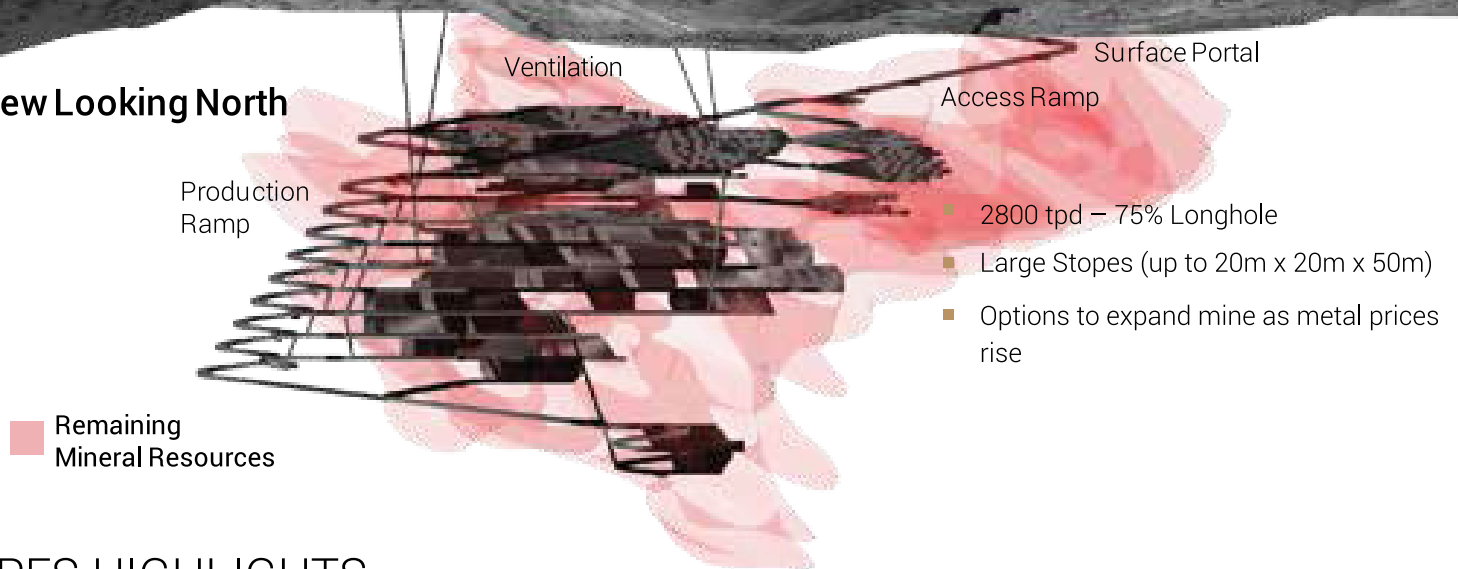 Ventilation
Surface Portal
Access Ramp
Looking North
Production
Ramp
2800 tpd – 75% Longhole
Large Stopes (up to 20m x 20m x 50m)
Options to expand mine as metal prices
rise
Remaining
Mineral Resources
HIGHLIGHTS